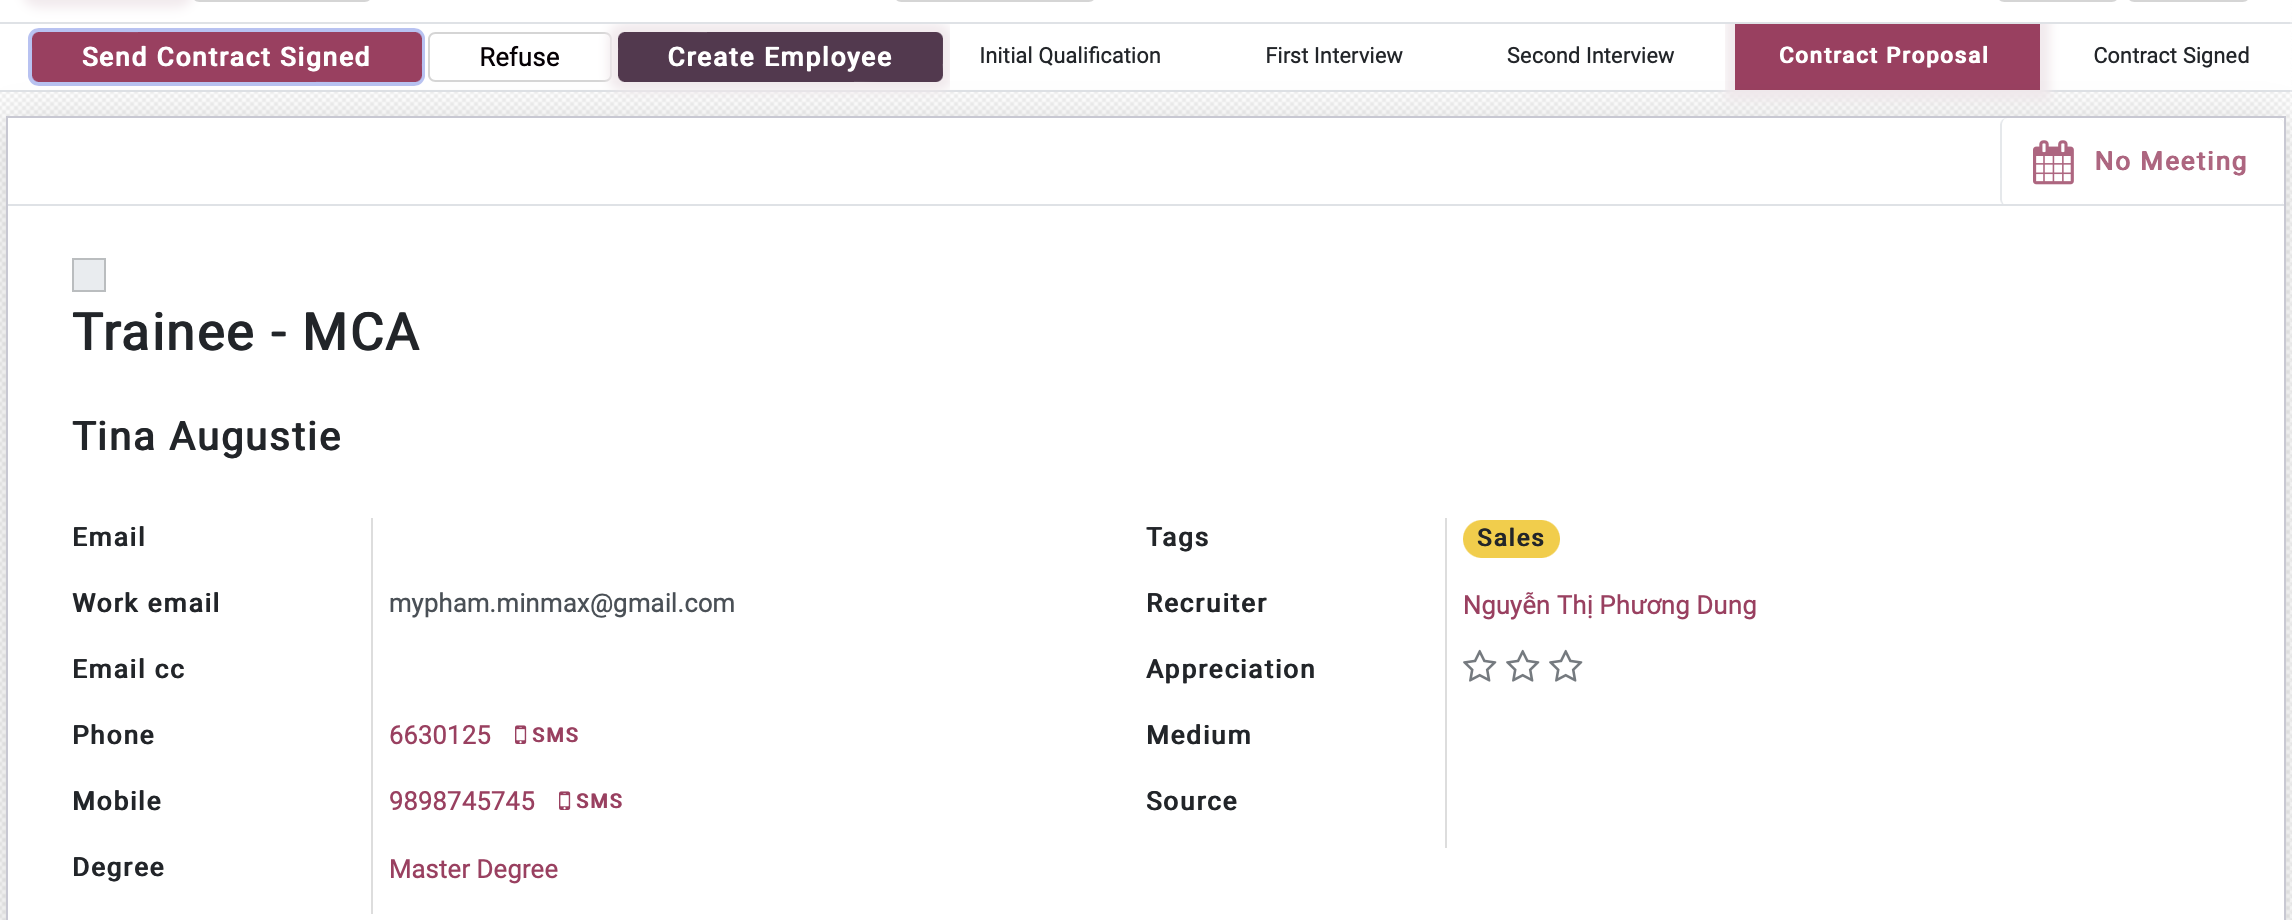 Send Contract Signed Refuse Create Employee Initial Qualification First Interview Second Interview Contract Proposal Contract Signed
No Meeting
Trainee - MCA
Tina Augustie
Email
Work email mypham.minmax@gmail.com
Email cc
Phone 6630125 SMS
Mobile 9898745745 SMS
Degree Master Degree
Tags Sales
Recruiter Nguyễn Thị Phương Dung
Appreciation
Medium
Source